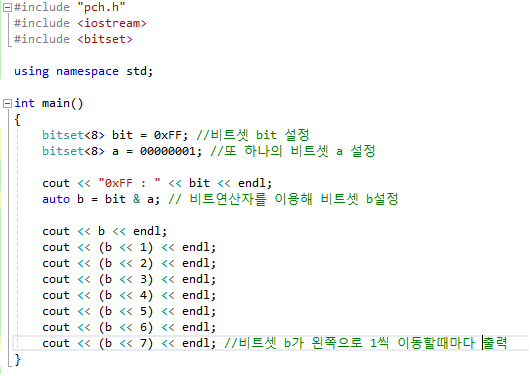 #include "pch.h"
#include <iostream>
#include <bitset>
using namespace std;
int main()
{
bitset<8> bit = 0xFF; //비트셋 bit 설정
bitset<8> a = 00000001; //또 하나의 비트셋 a 설정
cout << "0xFF : " << bit << endl;
auto b = bit & a; // 비트연산자를 이용해 비트셋 b설정
cout << b << endl;
cout << (b << 1) << endl;
cout << (b << 2) << endl;
cout << (b << 3) << endl;
cout << (b << 4) << endl;
cout << (b << 5) << endl;
cout << (b << 6) << endl;
cout << (b << 7) << endl; //비트셋 b가 왼쪽으로 1씩 이동할때마다 출력
}